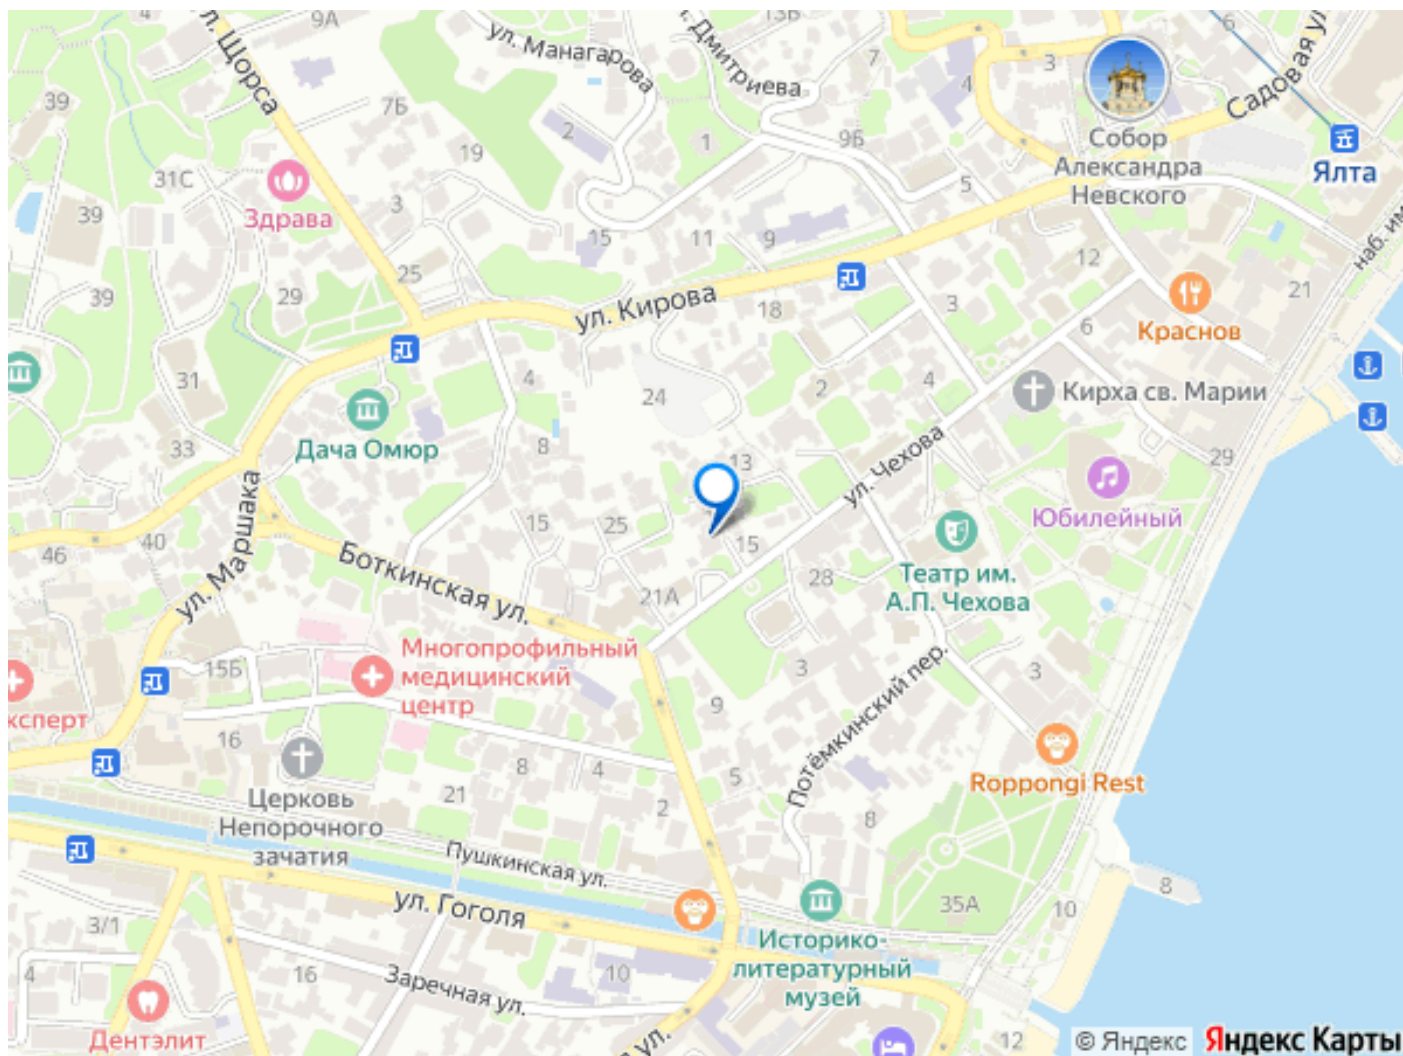 9А
13Б
6
ул. Щорса
ул. Манагарова
л. Дмитриева
7
4
3
Садовая ул.
39
7Б
2
19
1
9Б
Собор
Александра
Невского
Ялта
31С
Здрава
3
39
15
11
9
5
наб. им
25
29
39
12
3
21
ул. Кирова
18
6
Краснов
31
4
24
2
4
Кирха св. Марии
Дача Омюр
33
8
13
ул. Чехова
29
Юбилейный
ул. Маршака
15
25
15
46
40
Боткинская ул.
28
Театр им.
А.П. Чехова
21А
Многопрофильный
медицинский
центр
15Б
3
3
Потёмкинский пер.
ксперт
9
16
8
4
5
Roppongi Rest
Церковь
Непорочного
зачатия
21
2
8
Пушкинская ул.
ул. Гоголя
35А
10
8
3/1
Историко-
литературный
музей
4
16
Заречная ул.
10
Дентэлит
ул.
12
© Яндекс Яндекс Карты